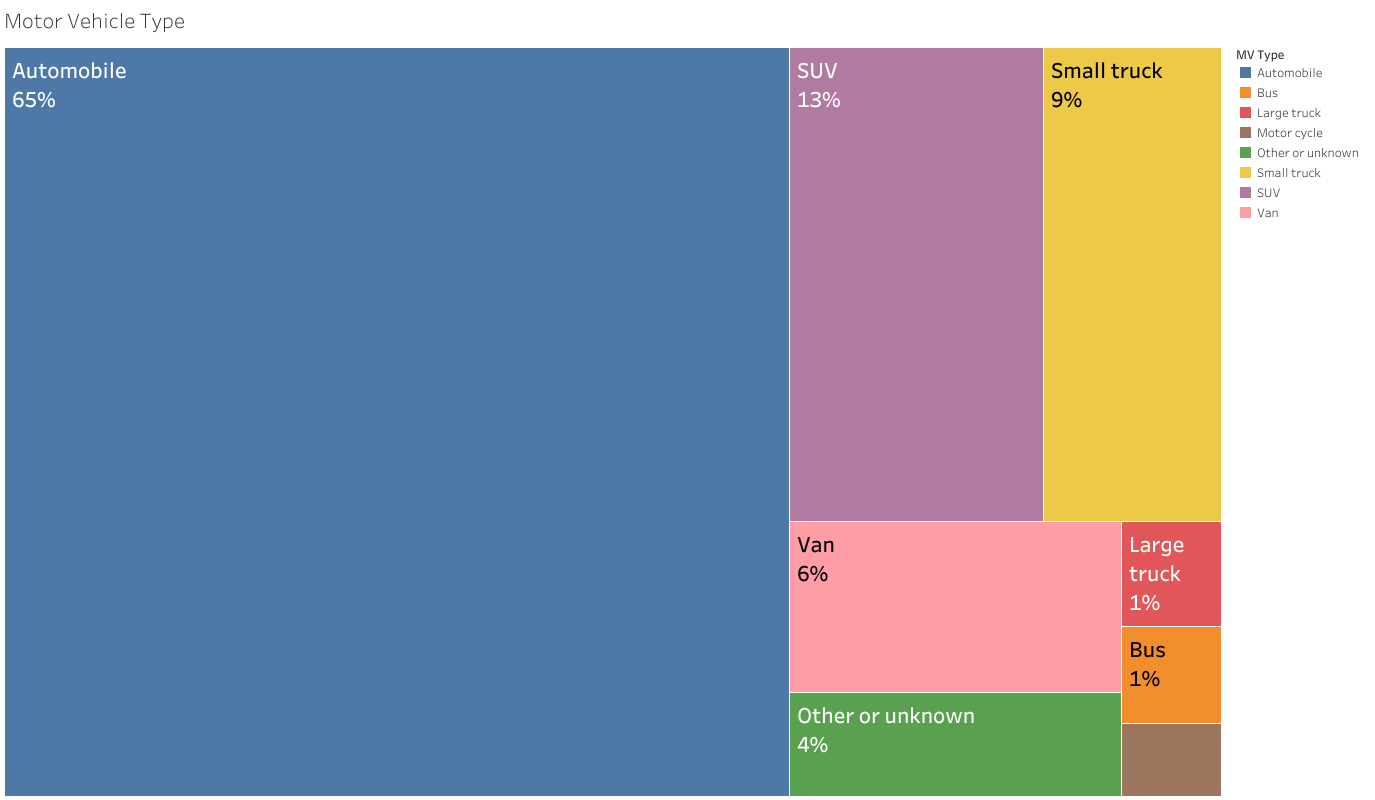 Motor Vehicle Type
Automobile
65%
SUV
13%
Small truck
9%
Van
6%
Large
truck
1%
Bus
1%
Other or unknown
4%
MV Type
Automobile
Bus
Large truck
Motor cycle
Other or unknown
Small truck
SUV
Van